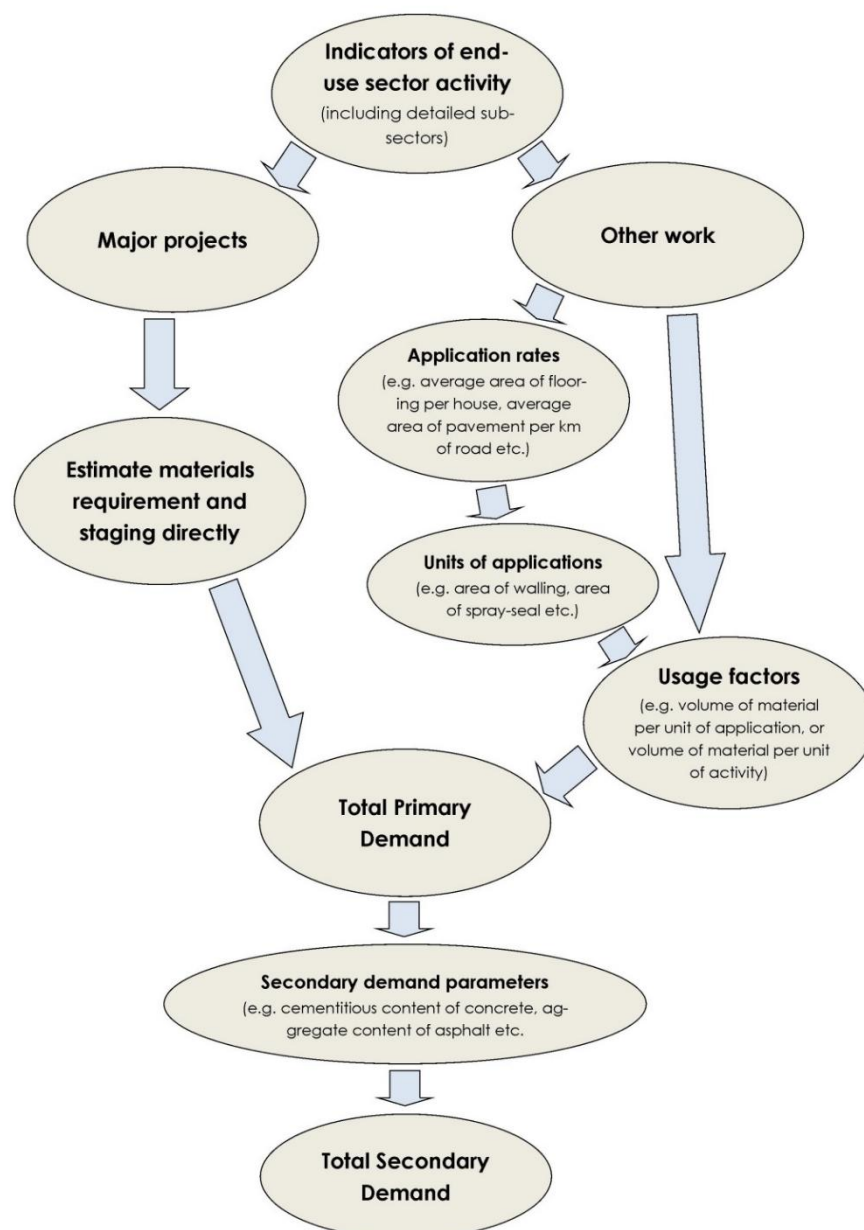 Indicators of end-
use sector activity
(including detailed sub-
sectors)
Major projects
Other work
Application rates
(e.g. average area of floor-
ing per house, average
area of pavement per km
of road etc.)
Estimate materials
requirement and
staging directly
Units of applications
(e.g. area of walling, area
of spray-seal etc.)
Usage factors
(e.g. volume of material
per unit of application, or
volume of material per unit
of activity)
Total Primary
Demand
Secondary demand parameters
(e.g. cementitious content of concrete, ag-
ggregate content of asphalt etc.
Total Secondary
Demand